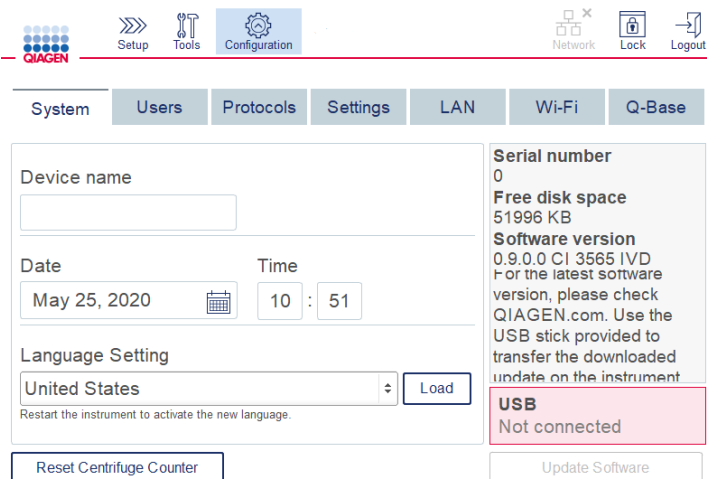 QIAGEN
Setup
Tools
Configuration
Network
Lock
Logout
System
Users
Protocols
Settings
LAN
Wi-Fi
Q-Base
Device name
Date
Time
May 25, 2020
10 : 51
Language Setting
United States
Load
Restart the instrument to activate the new language.
Reset Centrifuge Counter
Serial number
0
Free disk space
51996 KB
Software version
0.9.0.0 CI 3565 IVD
For the latest software
version, please check
QIAGEN.com. Use the
USB stick provided to
transfer the downloaded
update on the instrument
USB
Not connected
Update Software